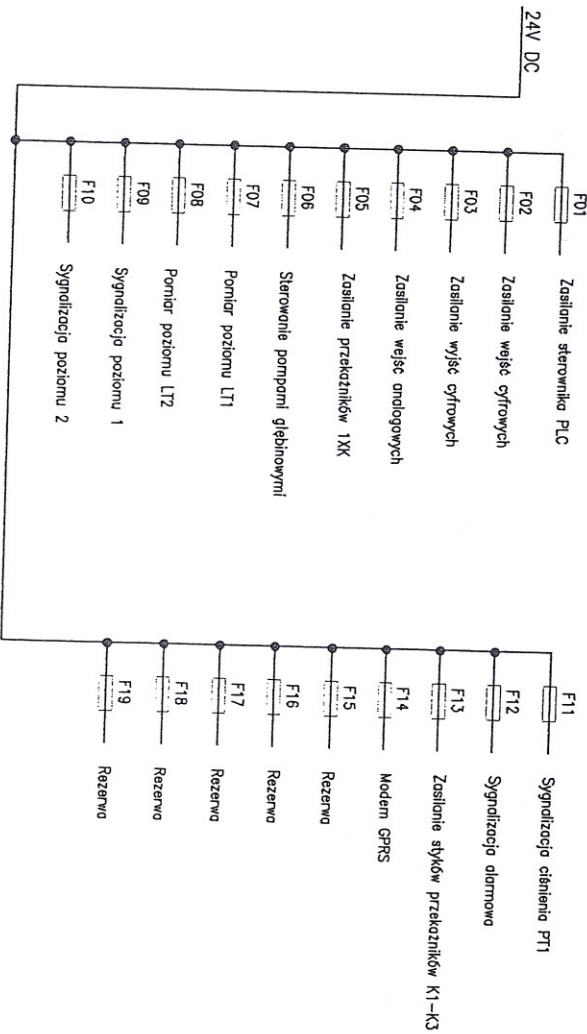 24V DC
F01 Zasilanie sterownika PLC
F02 Zasilanie wejść cyfrowych
F03 Zasilanie wyjść cyfrowych
F04 Zasilanie wejść analogowych
F05 Zasilanie przekaźników 1XK
F06 Sterowanie pompami głębinowymi
F07 Pomiar poziomu LT1
F08 Pomiar poziomu LT2
F09 Sygnalizacja poziomu 1
F10 Sygnalizacja poziomu 2
F11 Sygnalizacja ciśnienia PT1
F12 Sygnalizacja alarmowa
F13 Zasilanie styków przekaźników K1-K3
F14 Modem GPRS
F15 Rezerwa
F16 Rezerwa
F17 Rezerwa
F18 Rezerwa
F19 Rezerwa